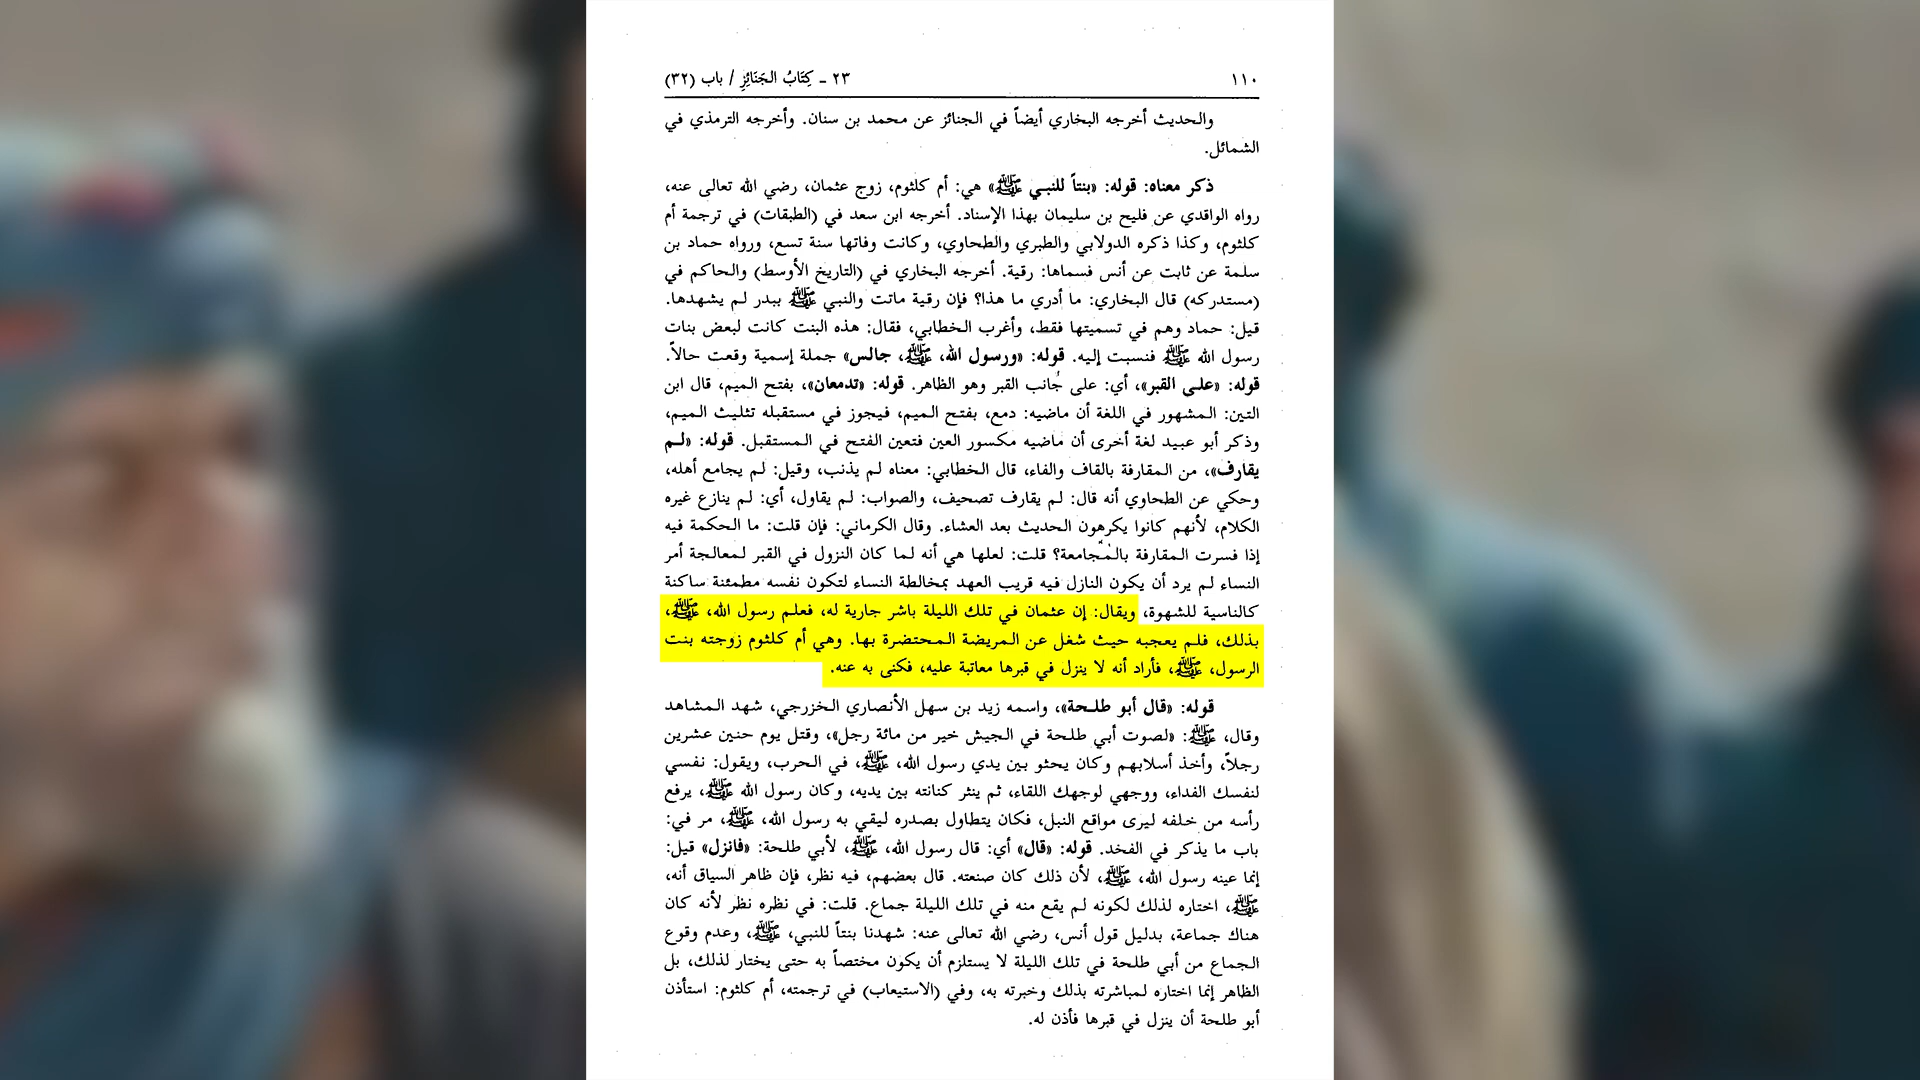 ١١٠
٢٣ - كِتَابُ الجَنَائِزِ / باب (٣٢)
والحديث أخرجه البخاري أيضاً في الجنائز عن محمد بن سنان. وأخرجه الترمذي في
الشمائل.
ذكر معناه: قوله: «بنتاً للنبي ﷺ» هي: أم كلثوم، زوج عثمان، رضي الله تعالى عنه،
رواه الواقدي عن فليح بن سليمان بهذا الإسناد. أخرجه ابن سعد في (الطبقات) في ترجمة أم
كلثوم، وكذا ذكره الدولابي والطبري والطحاوي، وكانت وفاتها سنة تسع، ورواه حماد بن
سلمة عن ثابت عن أنس فسماها: رقية. أخرجه البخاري في (التاريخ الأوسط) والحاكم في
(مستدركه) قال البخاري: ما أدري ما هذا؟ فإن رقية ماتت والنبي ﷺ ببدر لم يشهدها.
قيل: حماد وهم في تسميتها فقط، وأغرب الخطابي، فقال: هذه البنت كانت لبعض بنات
رسول الله ﷺ فنسبت إليه. قوله: «ورسول الله، ﷺ، جالس» جملة إسمية وقعت حالاً.
قوله: «على القبر»، أي: على جُانب القبر وهو الظاهر. قوله: «تدمعان»، بفتح الميم، قال ابن
التين: المشهور في اللغة أن ماضيه: دمع، بفتح الميم، فيجوز في مستقبله تثليث الميم،
وذكر أبو عبيد لغة أخرى أن ماضيه مكسور العين فتعين الفتح في المستقبل. قوله: «لم
يقارف»، من المقارفة بالقاف والفاء، قال الخطابي: معناه لم يذنب، وقيل: لم يجامع أهله،
وحكي عن الطحاوي أنه قال: لم يقارف تصحيف، والصواب: لم يقاول، أي: لم ينازع غيره
الكلام، لأنهم كانوا يكرهون الحديث بعد العشاء. وقال الكرماني: فإن قلت: ما الحكمة فيه
إذا فسرت المقارفة بالمجامعة؟ قلت: لعلها هي أنه لما كان النزول في القبر لمعالجة أمر
النساء لم يرد أن يكون النازل فيه قريب العهد بمخالطة النساء لتكون نفسه مطمئنة ساكنة
كالناسية للشهوة، ويقال: إن عثمان في تلك الليلة باشر جارية له، فعلم رسول الله، ﷺ،
بذلك، فلم يعجبه حيث شغل عن المريضة المحتضرة بها. وهي أم كلثوم زوجته بنت
الرسول، ﷺ، فأراد أنه لا ينزل في قبرها معاتبة عليه، فكنى به عنه.
قوله: «قال أبو طلحة»، واسمه زيد بن سهل الأنصاري الخزرجي، شهد المشاهد
وقال، ﷺ: «لصوت أبي طلحة في الجيش خير من مائة رجل»، وقتل يوم حنين عشرين
رجلاً، وأخذ أسلابهم وكان يحثو بين يدي رسول الله، ﷺ، في الحرب، ويقول: نفسي
لنفسك الفداء، ووجهي لوجهك اللقاء، ثم ينثر كنانته بين يديه، وكان رسول الله ﷺ، يرفع
رأسه من خلفه ليرى مواقع النبل، فكان يتطاول بصدره ليقي به رسول الله، ﷺ، مر في:
باب ما يذكر في الفخد. قوله: «قال» أي: قال رسول الله، ﷺ، لأبي طلحة: «فانزل» قيل:
إنما عينه رسول الله، ﷺ، لأن ذلك كان صنعته. قال بعضهم، فيه نظر، فإن ظاهر السياق أنه،
ﷺ، اختاره لذلك لكونه لم يقع منه في تلك الليلة جماع. قلت: في نظره نظر لأنه كان
هناك جماعة، بدليل قول أنس، رضي الله تعالى عنه: شهدنا بنتاً للنبي، ﷺ، وعدم وقوع
الجماع من أبي طلحة في تلك الليلة لا يستلزم أن يكون مختصاً به حتى يختار لذلك، بل
الظاهر إنما اختاره لمباشرته بذلك وخبرته به، وفي (الاستيعاب) في ترجمته، أم كلثوم: استأذن
أبو طلحة أن ينزل في قبرها فأذن له.